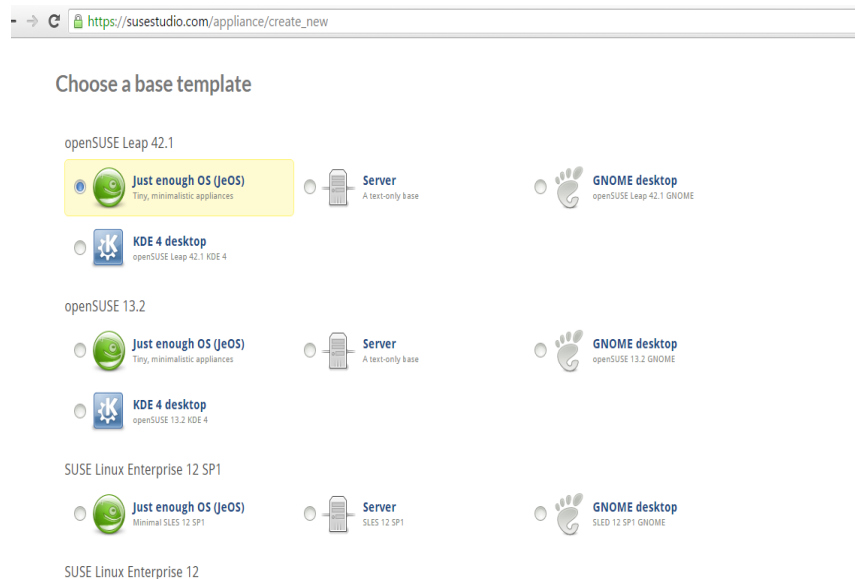 https://susestudio.com/appliance/create_new
Choose a base template
openSUSE Leap 42.1
Just enough OS (JeOS)
Tiny, minimalistic appliances
Server
A text-only base
GNOME desktop
openSUSE Leap 42.1 GNOME
KDE 4 desktop
openSUSE Leap 42.1 KDE 4
openSUSE 13.2
Just enough OS (JeOS)
Tiny, minimalistic appliances
Server
A text-only base
GNOME desktop
openSUSE 13.2 GNOME
KDE 4 desktop
openSUSE 13.2 KDE 4
SUSE Linux Enterprise 12 SP1
Just enough OS (JeOS)
Minimal SLES 12 SP1
Server
SLES 12 SP1
GNOME desktop
SLED 12 SP1 GNOME
SUSE Linux Enterprise 12